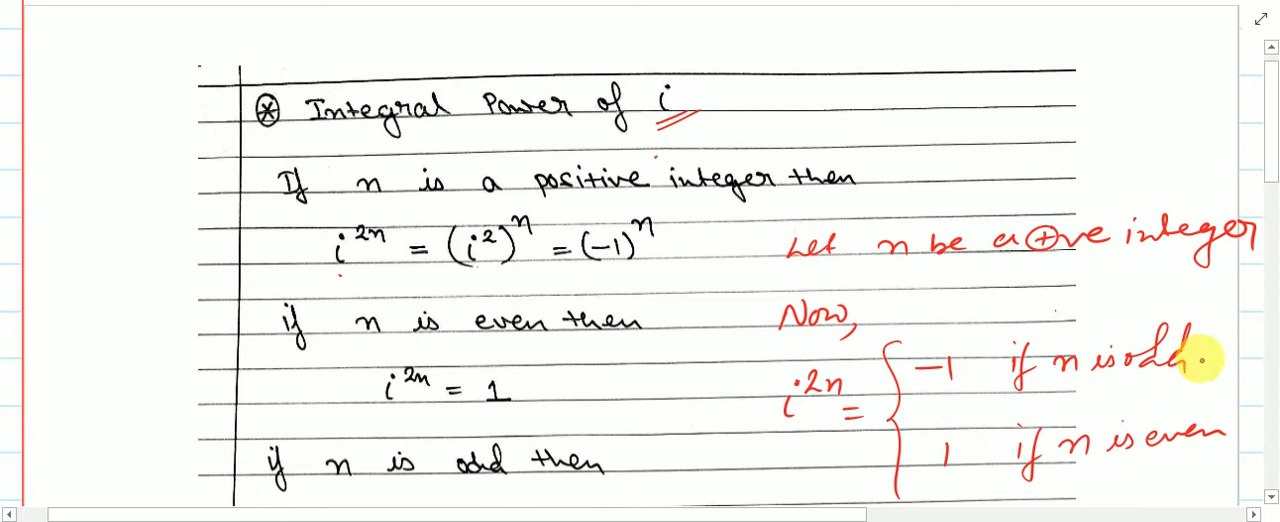 ⊛ Integral Power of i
If n is a positive integer then
i^{2n} = (i^2)^n = (-1)^n
if n is even then
i^{2n} = 1
if n is odd then
Let n be a ⊕ve integer
Now,
i^{2n} = { -1 if n is odd.
1 if n is even